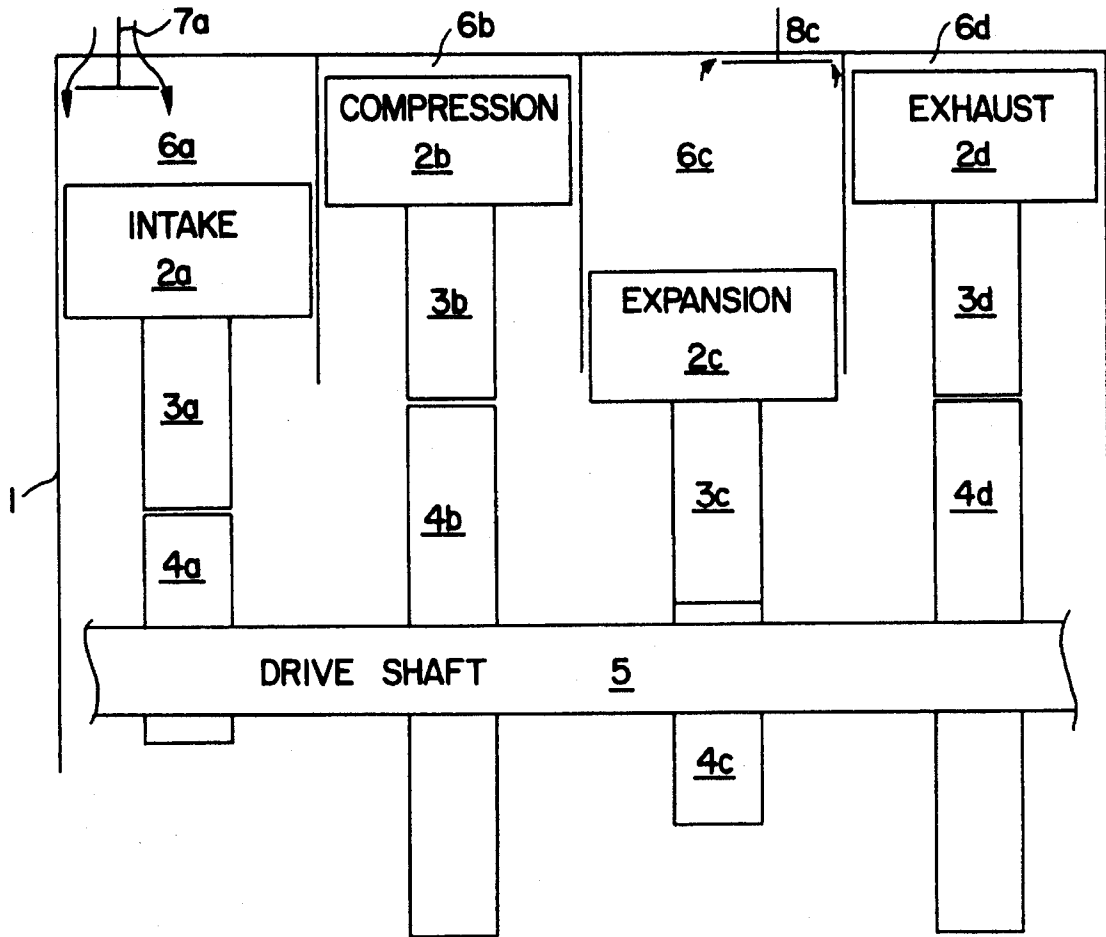 7a
6b
8c
6d
COMPRESSION
2b
EXHAUST
2d
6a
6c
INTAKE
2a
3b
EXPANSION
2c
3d
3a
1
4b
3c
4d
4a
DRIVE SHAFT 5
4c